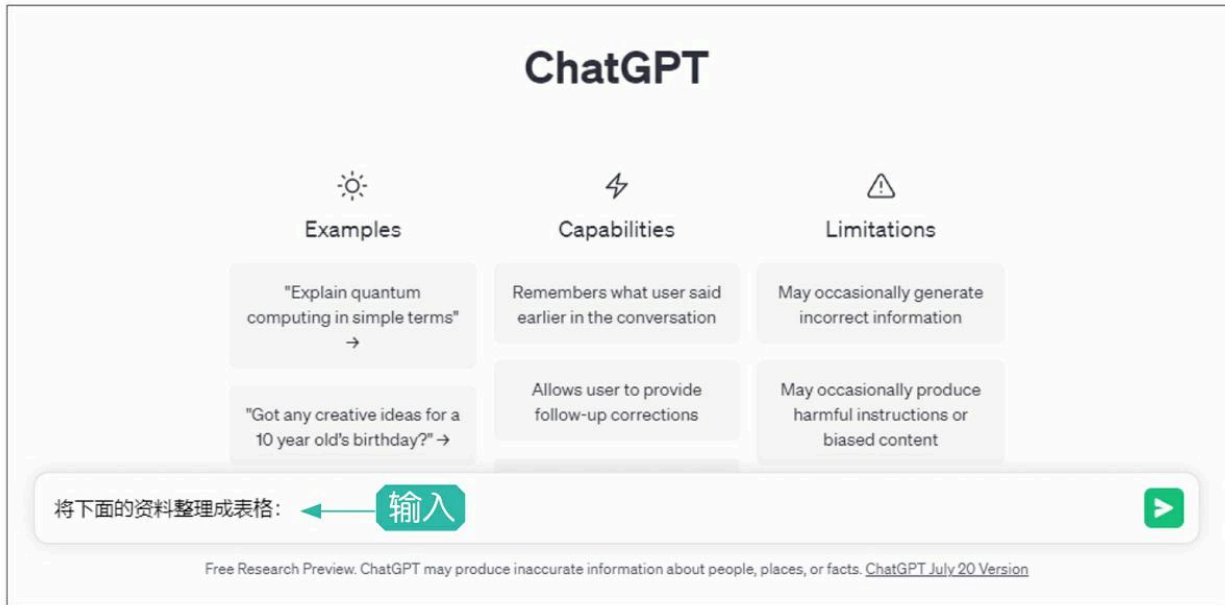 ChatGPT
Examples
Capabilities
Limitations
"Explain quantum
computing in simple terms"
→
Remembers what user said
earlier in the conversation
May occasionally generate
incorrect information
"Got any creative ideas for a
10 year old's birthday?" →
Allows user to provide
follow-up corrections
May occasionally produce
harmful instructions or
biased content
将下面的资料整理成表格：
输入
Free Research Preview. ChatGPT may produce inaccurate information about people, places, or facts. ChatGPT July 20 Version